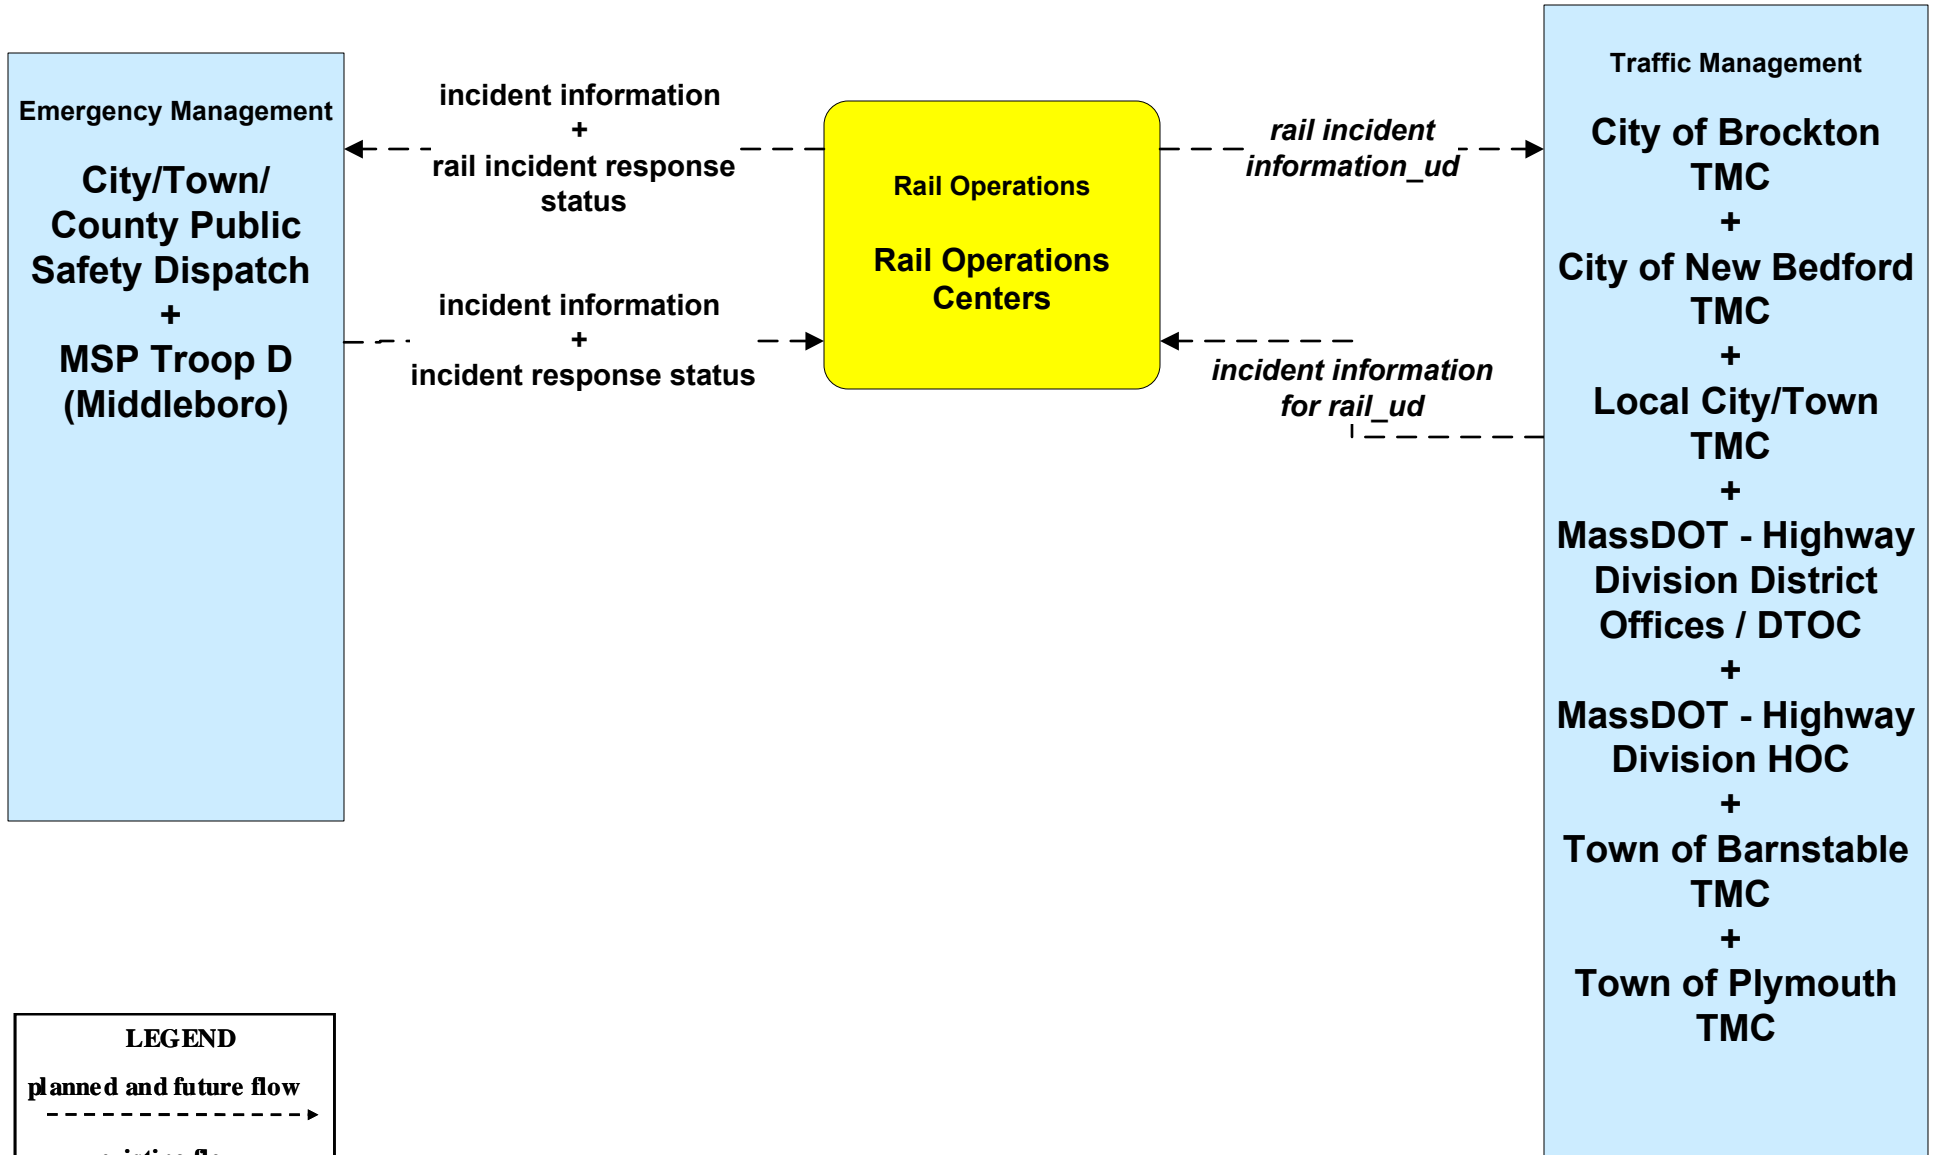 Emergency Management
City/Town/
County Public
Safety Dispatch
+
MSP Troop D
(Middleboro)
incident information
+
rail incident response
status
incident information
+
incident response status
Rail Operations
Rail Operations
Centers
rail incident
information_ud
incident information
for rail_ud
Traffic Management
City of Brockton
TMC
+
City of New Bedford
TMC
+
Local City/Town
TMC
+
MassDOT - Highway
Division District
Offices / DTOC
+
MassDOT - Highway
Division HOC
+
Town of Barnstable
TMC
+
Town of Plymouth
TMC
LEGEND
planned and future flow